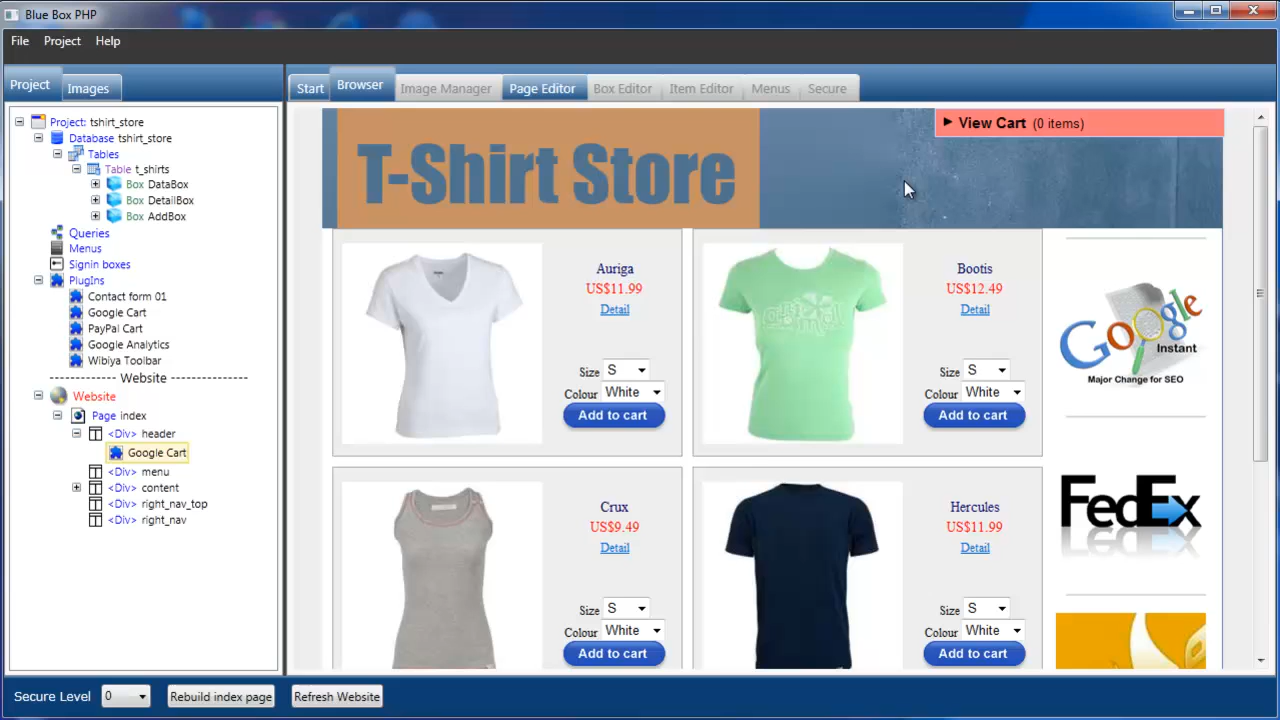 Blue Box PHP
File Project Help
Project Images
Start Browser Image Manager Page Editor Box Editor Item Editor Menus Secure
Project: tshirt_store
Database tshirt_store
Tables
Table t_shirts
Box DataBox
Box DetailBox
Box AddBox
Queries
Menus
Signin boxes
PlugIns
Contact form 01
Google Cart
PayPal Cart
Google Analytics
Wibiya Toolbar
Website
Website
Page index
<Div> header
Google Cart
<Div> menu
<Div> content
<Div> right_nav_top
<Div> right_nav
T-Shirt Store
View Cart (0 items)
Auriga
US$11.99
Detail
Size S
Colour White
Add to cart
Bootis
US$12.49
Detail
Size S
Colour White
Add to cart
Crux
US$9.49
Detail
Size S
Colour White
Add to cart
Hercules
US$11.99
Detail
Size S
Colour White
Add to cart
Google
Instant
Major Change for SEO
FedEx
Secure Level 0 Rebuild index page Refresh Website